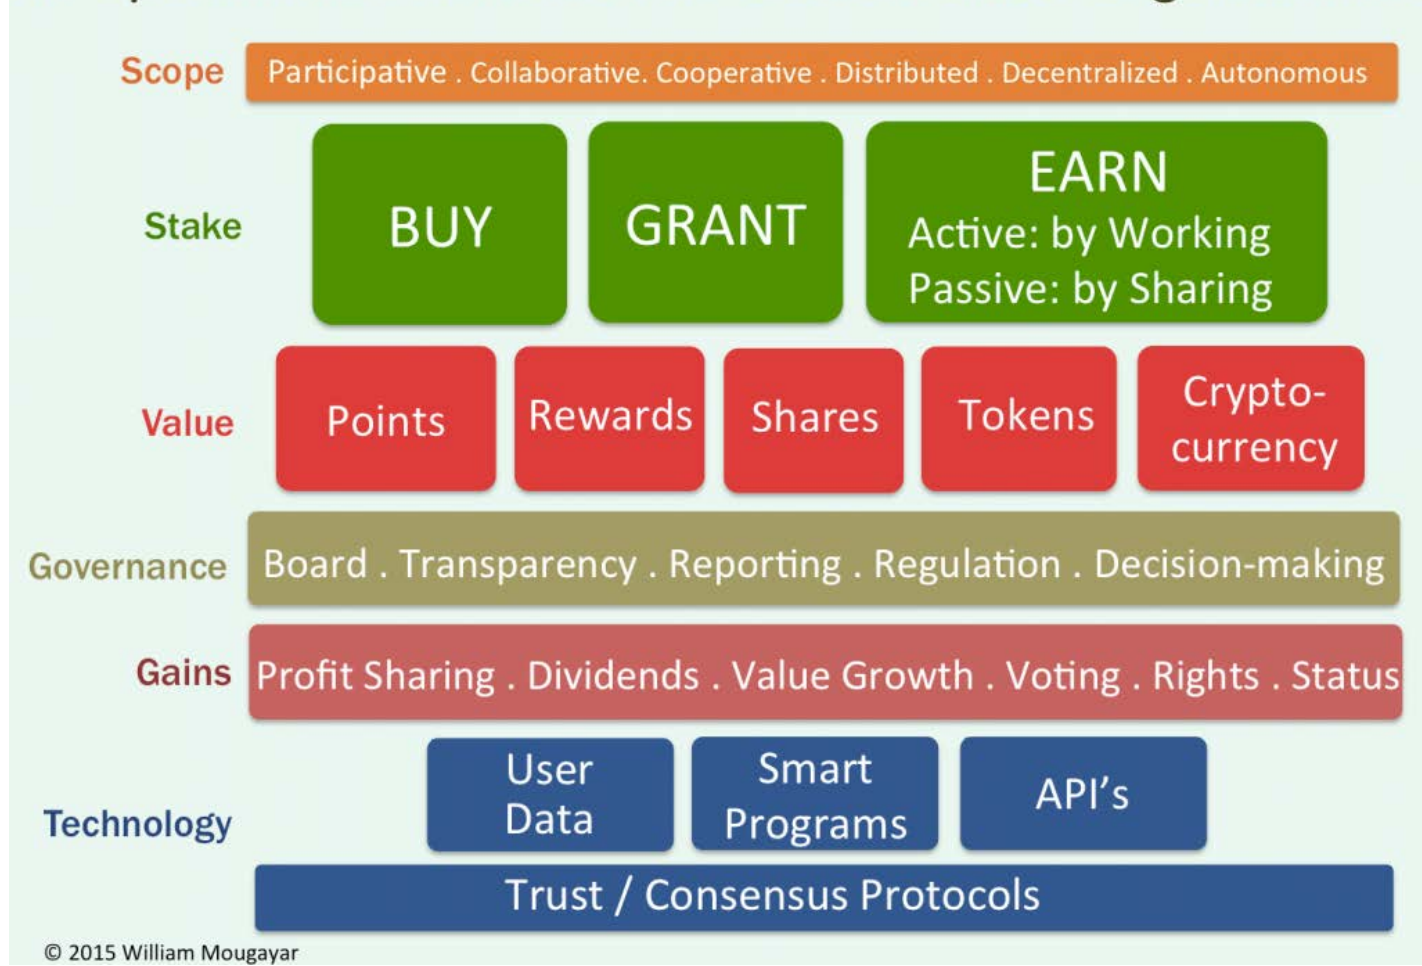 Scope
Participative . Collaborative. Cooperative . Distributed . Decentralized . Autonomous
Stake
BUY
GRANT
EARN
Active: by Working
Passive: by Sharing
Value
Points
Rewards
Shares
Tokens
Crypto-
currency
Governance
Board . Transparency . Reporting . Regulation . Decision-making
Gains
Profit Sharing . Dividends . Value Growth . Voting . Rights . Status
Technology
User
Data
Smart
Programs
API's
Trust / Consensus Protocols
© 2015 William Mougayar